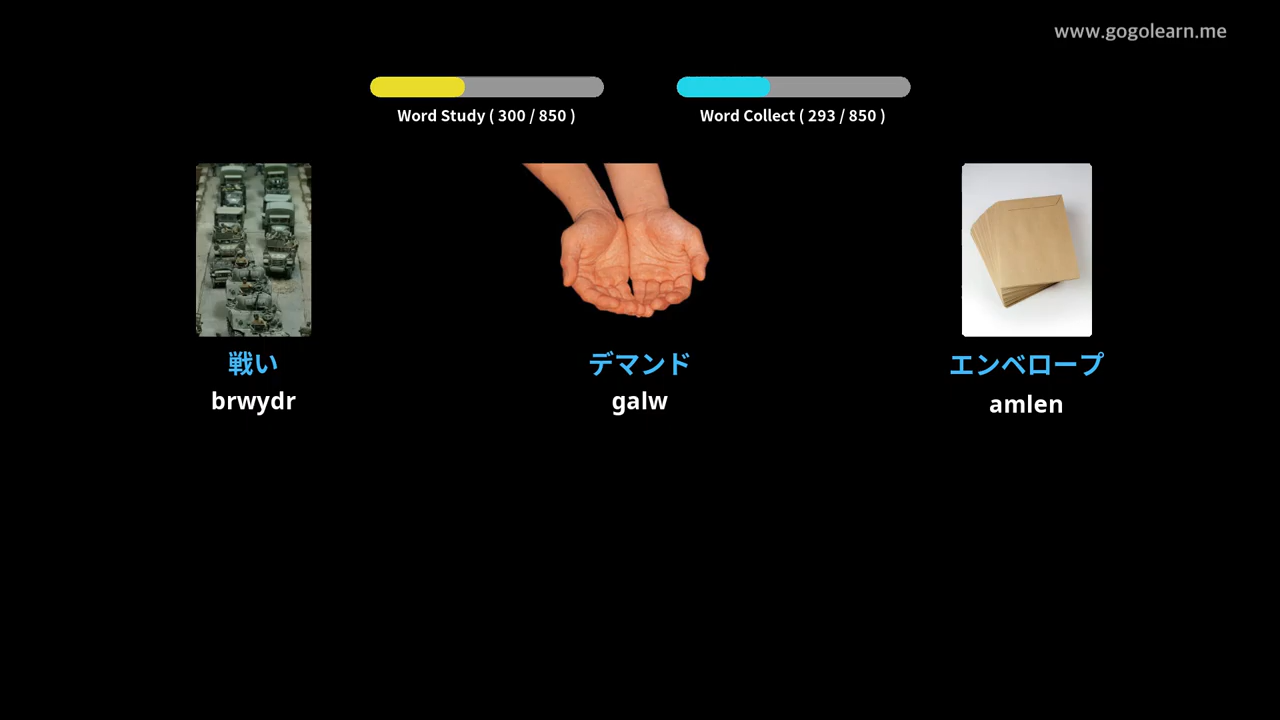 www.gogolearn.me
Word Study ( 300 / 850 )
Word Collect ( 293 / 850 )
戦い
デマンド
エンベロープ
brwydr
galw
amlen